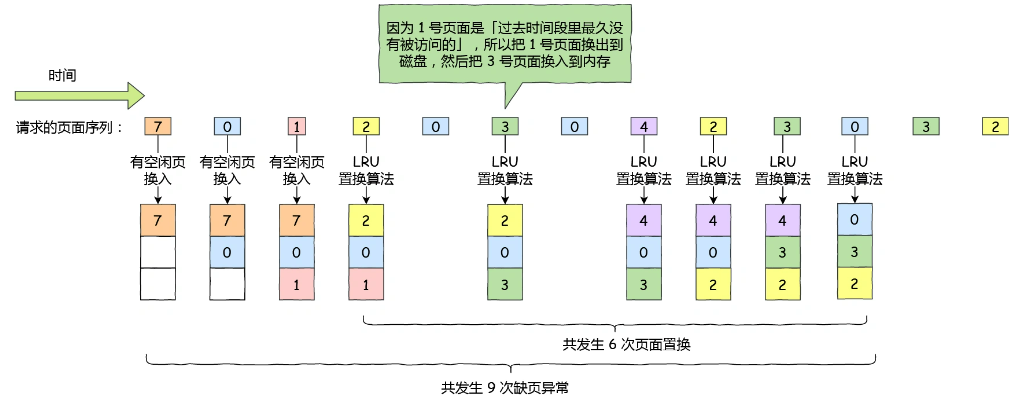 因为 1 号页面是「过去时间段里最久没
有被访问的」，所以把 1 号页面换出到
磁盘，然后把 3 号页面换入到内存
时间
请求的页面序列： 7 0 1 2 0 3 0 4 2 3 0 3 2
有空闲页 有空闲页 有空闲页 LRU LRU LRU LRU LRU LRU
换入 换入 换入 置换算法 置换算法 置换算法 置换算法 置换算法 置换算法
7 7 7 2 2 4 4 4 0
0 0 0 0 0 0 3 3
1 1 3 3 2 2 2
共发生 6 次页面置换
共发生 9 次缺页异常